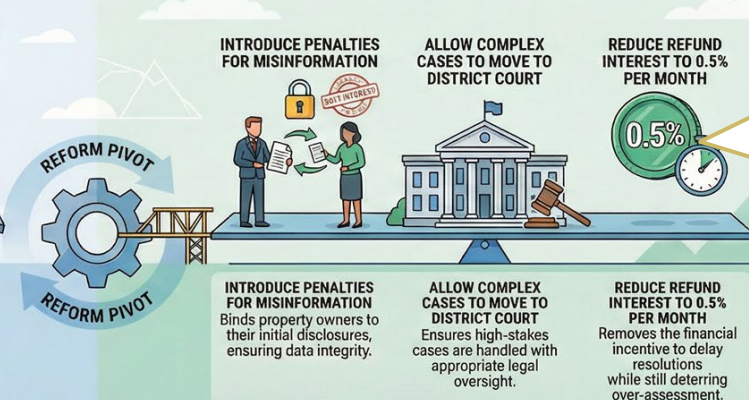 INTRODUCE PENALTIES
FOR MISINFORMATION
ALLOW COMPLEX
CASES TO MOVE TO
DISTRICT COURT
REDUCE REFUND
INTEREST TO 0.5%
PER MONTH
0.5%
REFORM PIVOT
REFORM PIVOT
INTRODUCE PENALTIES
FOR MISINFORMATION
Binds property owners to
their initial disclosures,
ensuring data integrity.
ALLOW COMPLEX
CASES TO MOVE TO
DISTRICT COURT
Ensures high-stakes
cases are handled with
appropriate legal
oversight.
REDUCE REFUND
INTEREST TO 0.5%
PER MONTH
Removes the financial
incentive to delay
resolutions
while still deterring
over-assessment.